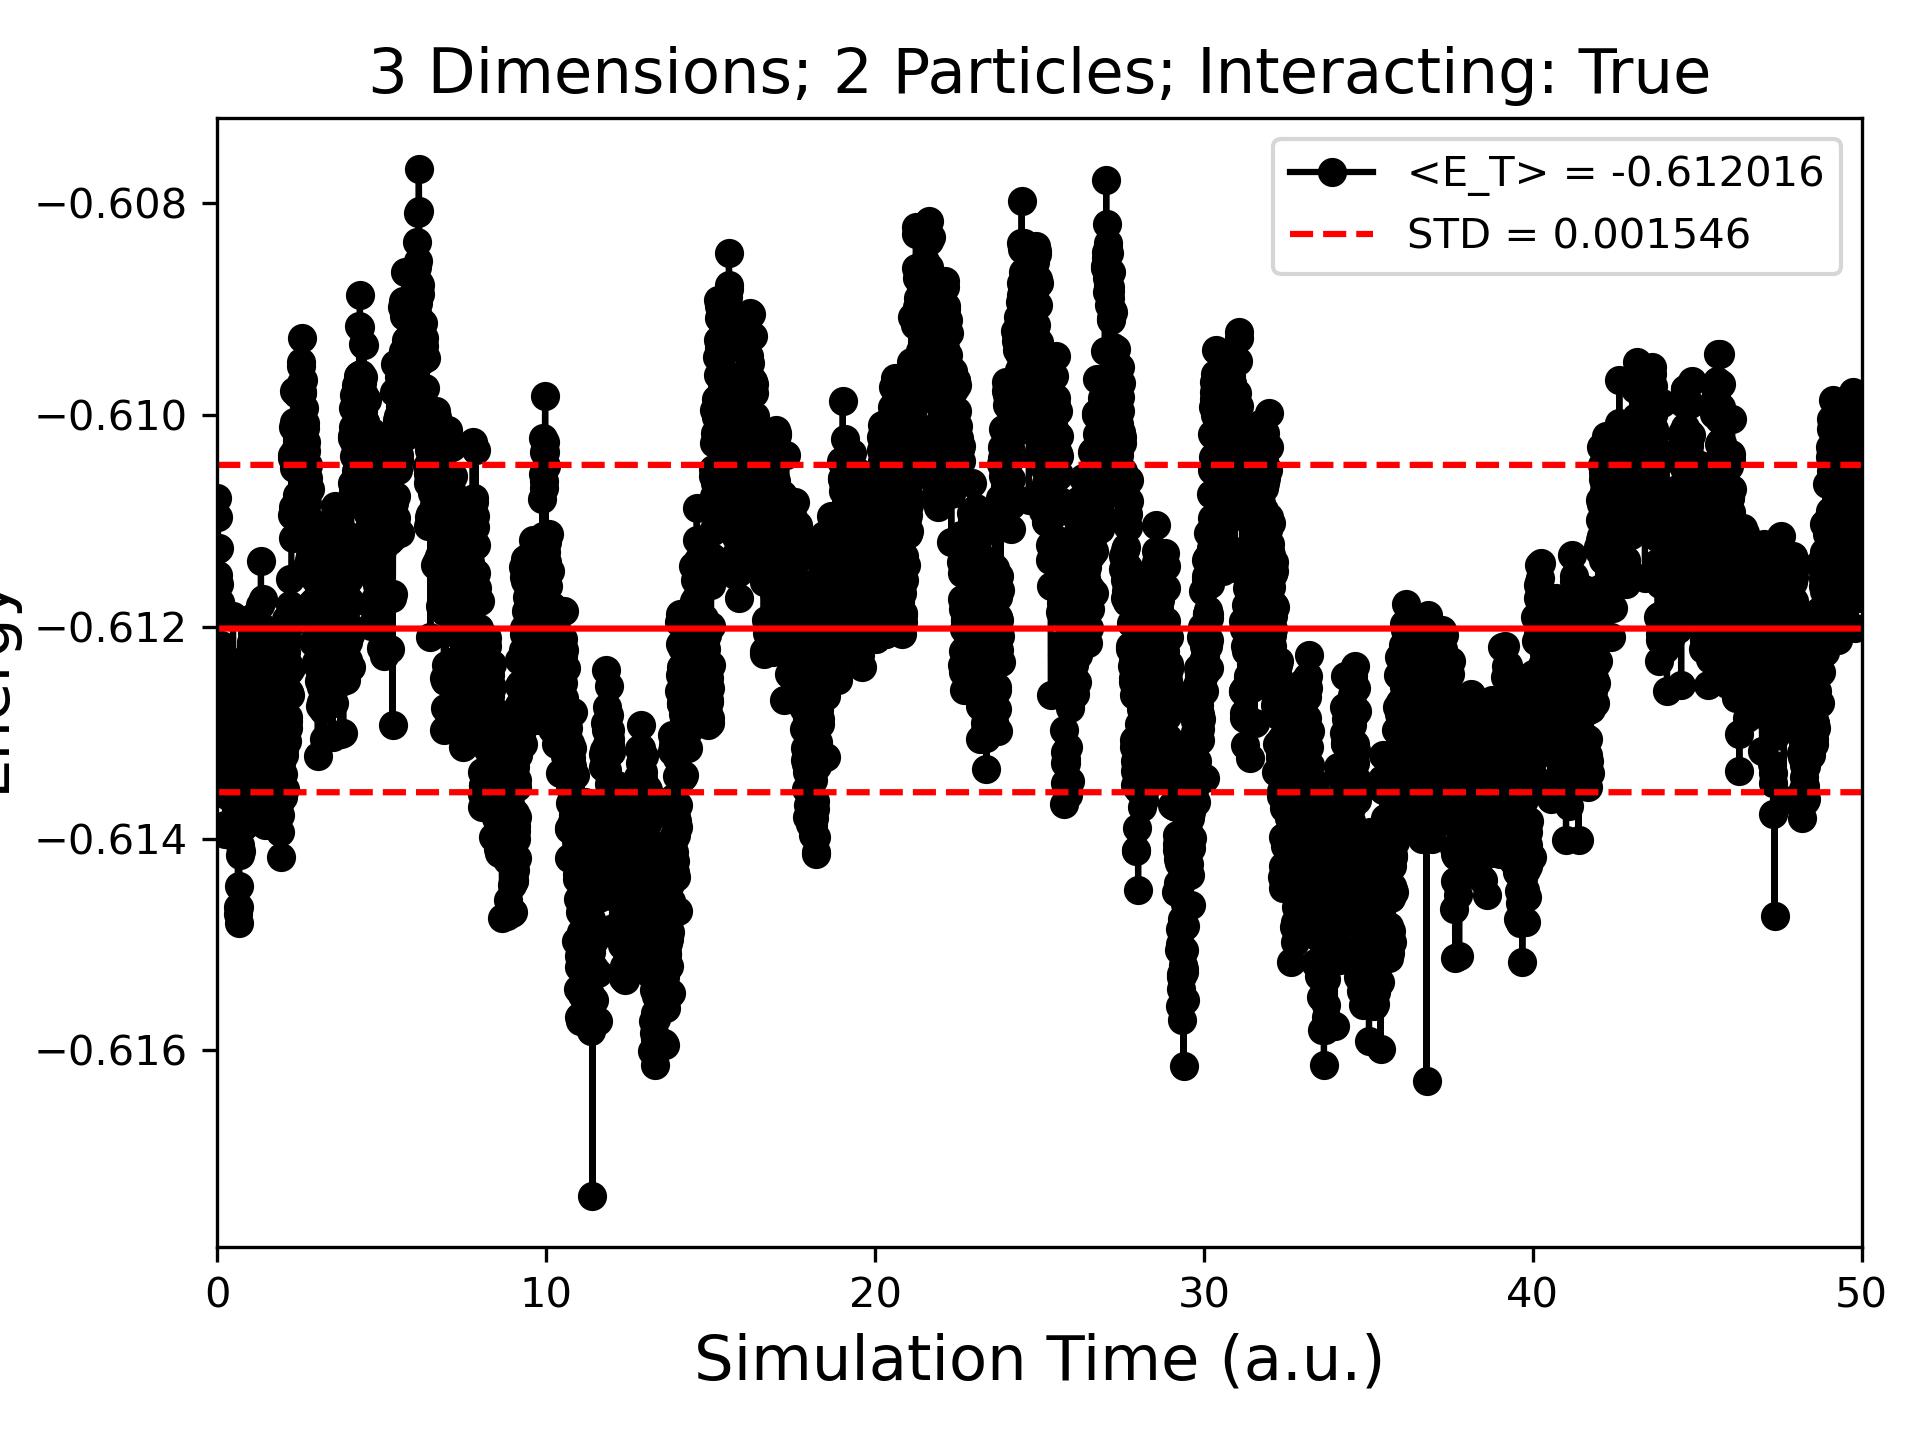 3 Dimensions; 2 Particles; Interacting: True
<E_T> = -0.612016
STD = 0.001546
−0.608
−0.610
−0.612
−0.614
−0.616
Energy
0 10 20 30 40 50
Simulation Time (a.u.)